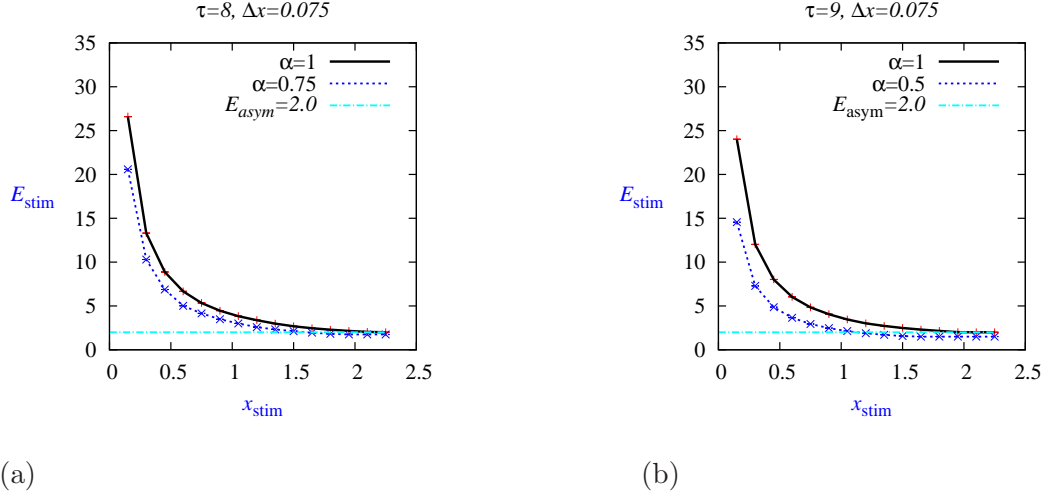 τ=8, Δx=0.075
35
30
25
20
15
10
5
0
E_stim
α=1
α=0.75
E_asym=2.0
0 0.5 1 1.5 2 2.5
x_stim
(a)
τ=9, Δx=0.075
35
30
25
20
15
10
5
0
E_stim
α=1
α=0.5
E_asym=2.0
0 0.5 1 1.5 2 2.5
x_stim
(b)